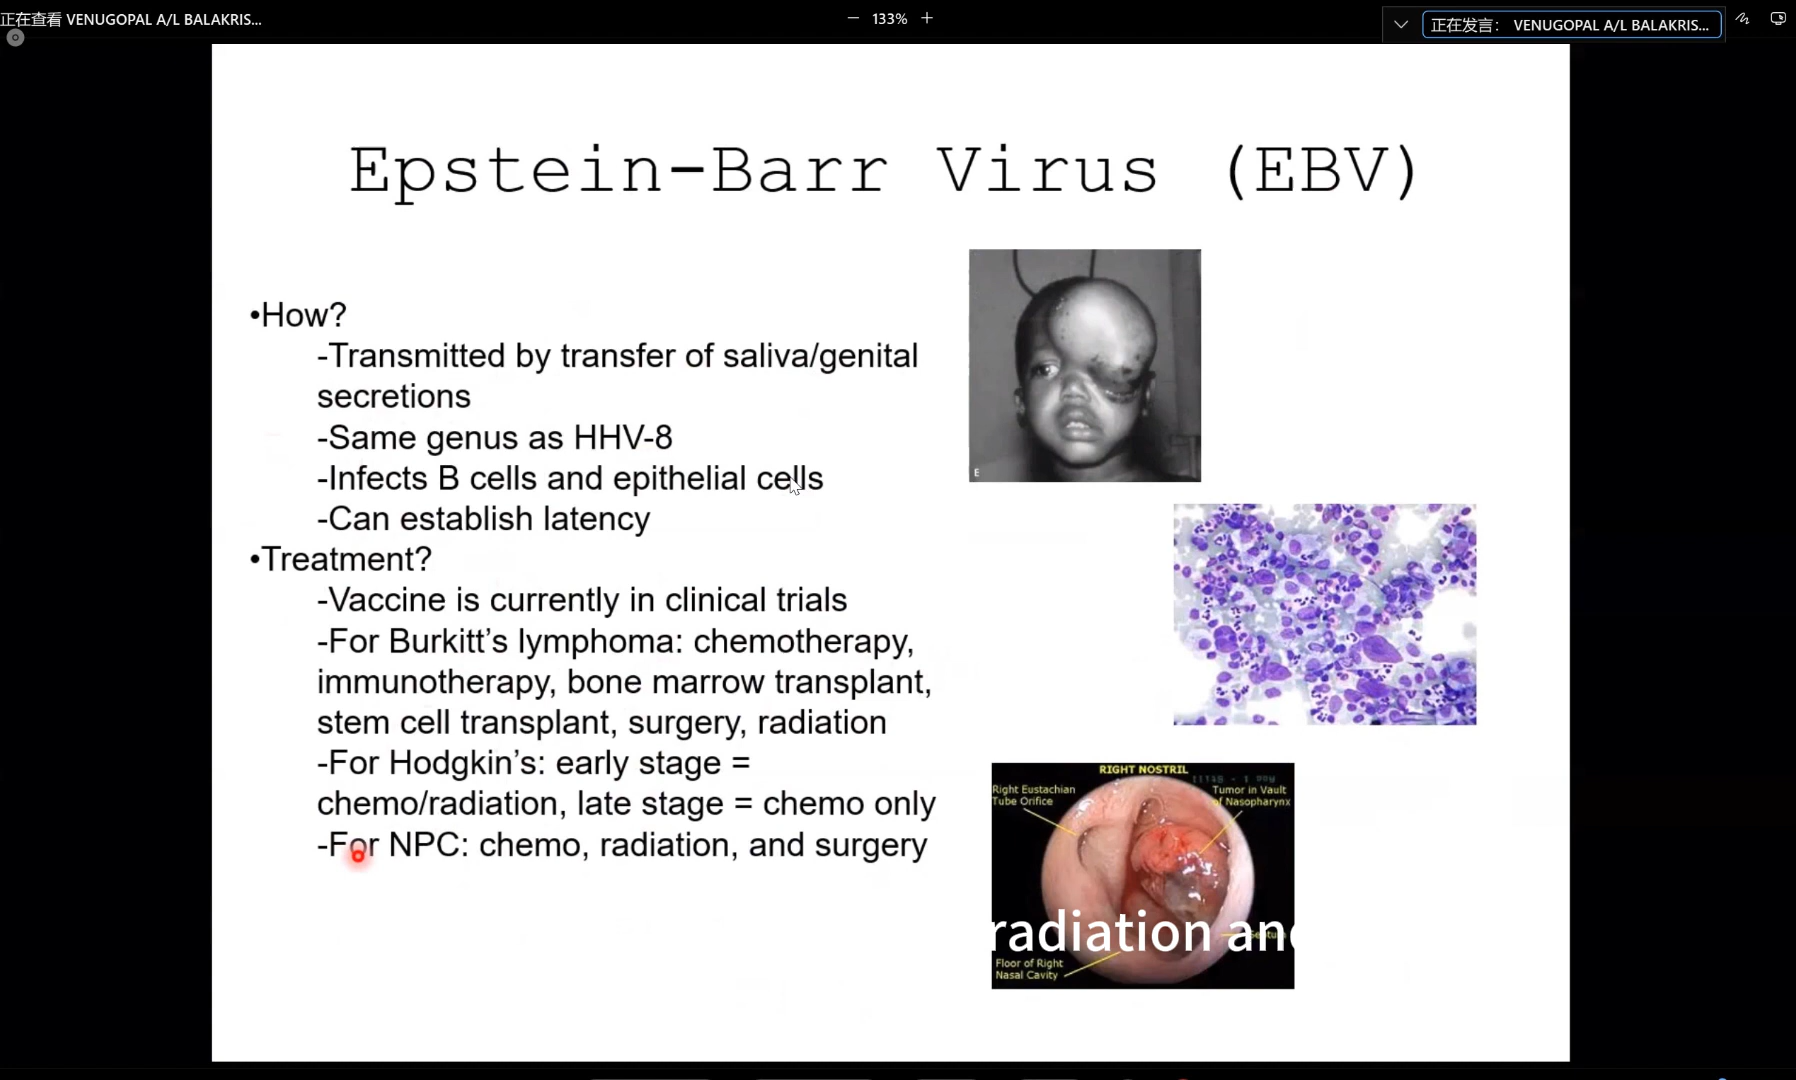 正在查看 VENUGOPAL A/L BALAKRIS...
133%
正在发言： VENUGOPAL A/L BALAKRIS...
Epstein-Barr Virus (EBV)
•How?
-Transmitted by transfer of saliva/genital
secretions
-Same genus as HHV-8
-Infects B cells and epithelial cells
-Can establish latency
•Treatment?
-Vaccine is currently in clinical trials
-For Burkitt’s lymphoma: chemotherapy,
immunotherapy, bone marrow transplant,
stem cell transplant, surgery, radiation
-For Hodgkin’s: early stage =
chemo/radiation, late stage = chemo only
-For NPC: chemo, radiation, and surgery
E
RIGHT NOSTRIL
Right Eustachian
Tube Orifice
Tumor in Vault
of Nasopharynx
radiation and
Floor of Right
Nasal Cavity